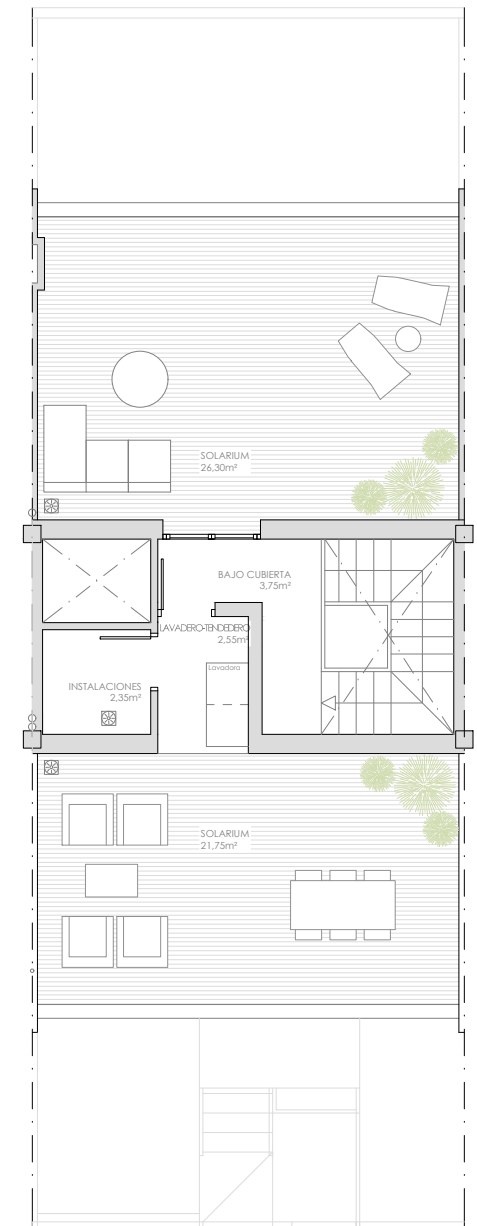 SOLARIUM
26,30m²
BAJO CUBIERTA
3,75m²
LAVADERO-TENDEDERO
2,55m²
Lavadora
INSTALACIONES
2,35m²
SOLARIUM
21,75m²